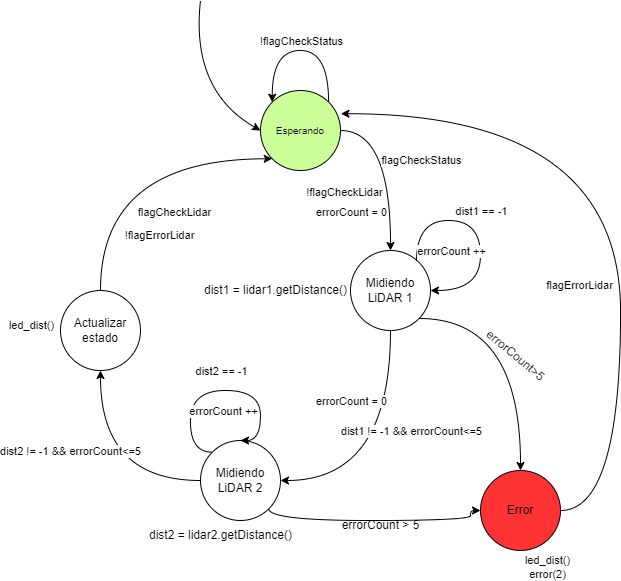 !flagCheckStatus
Esperando
flagCheckStatus
!flagCheckLidar
errorCount = 0
flagCheckLidar
!flagErrorLidar
dist1 == -1
errorCount ++
dist1 = lidar1.getDistance()
Midiendo
LiDAR 1
flagErrorLidar
led_dist()
Actualizar
estado
errorCount>5
dist2 == -1
errorCount ++
errorCount = 0
dist1 != -1 && errorCount<=5
dist2 != -1 && errorCount<=5
Midiendo
LiDAR 2
Error
errorCount > 5
dist2 = lidar2.getDistance()
led_dist()
error(2)